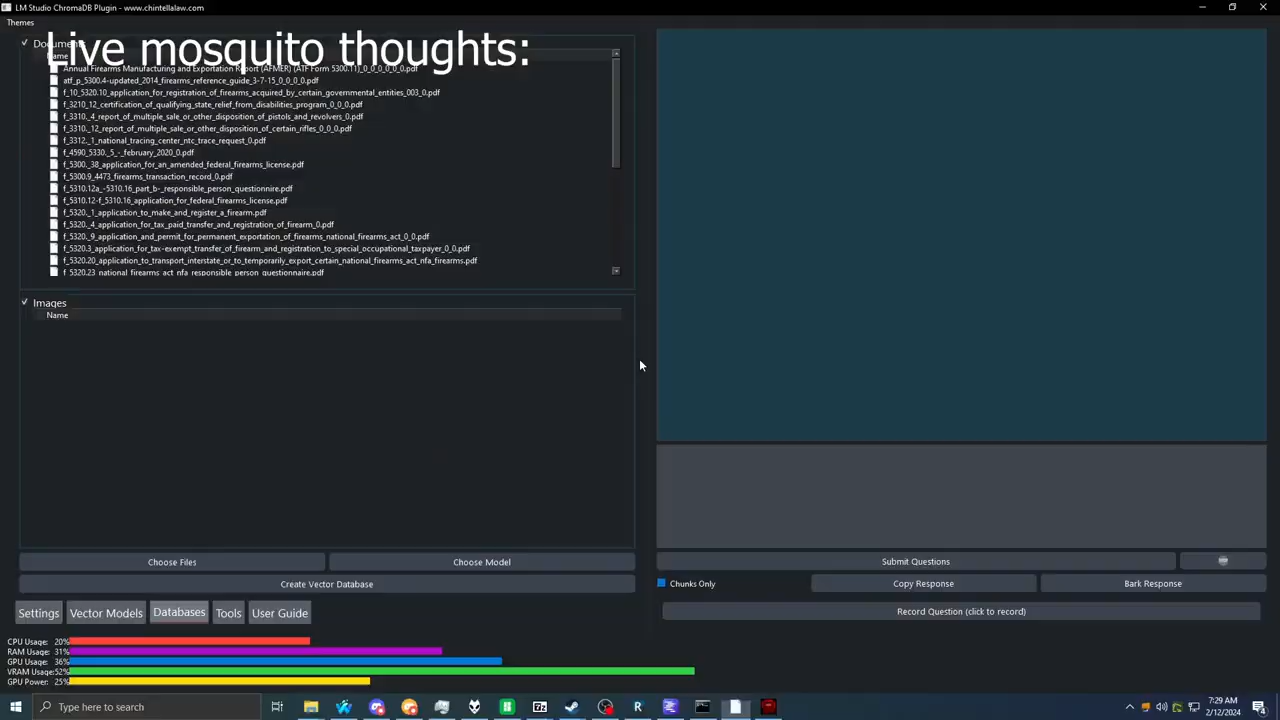 LM Studio ChromaDB Plugin - www.chintellalaw.com
Themes
Live mosquito thoughts:
Name
Annual Firearms Manufacturing and Exportation Report (AFMER) (ATF Form 5300.11)_0_0_0_0_0.pdf
atf_p_5300.4-updated_2014_firearms_reference_guide_3-7-15_0_0_0.pdf
f_10_5320.10_application_for_registration_of_firearms_acquired_by_certain_governmental_entities_003_0.pdf
f_3210_12_certification_of_qualifying_state_relief_from_disabilities_program_0_0_0.pdf
f_3310._4_report_of_multiple_sale_or_other_disposition_of_pistols_and_revolvers_0.pdf
f_3310._12_report_of_multiple_sale_or_other_disposition_of_certain_rifles_0_0_0.pdf
f_3312._1_national_tracing_center_ntc_trace_request_0.pdf
f_4590_5330._5_-_february_2020_0.pdf
f_5300._38_application_for_an_amended_federal_firearms_license.pdf
f_5300.9_4473_firearms_transaction_record_0.pdf
f_5310.12a_-5310.16_part_b-_responsible_person_questionnire.pdf
f_5310.12-f_5310.16_application_for_federal_firearms_license.pdf
f_5320._1_application_to_make_and_register_a_firearm.pdf
f_5320._4_application_for_tax_paid_transfer_and_registration_of_firearm_0.pdf
f_5320._9_application_and_permit_for_permanent_exportation_of_firearms_national_firearms_act_0_0.pdf
f_5320.3_application_for_tax-exempt_transfer_of_firearm_and_registration_to_special_occupational_taxpayer_0_0.pdf
f_5320.20_application_to_transport_interstate_or_to_temporarily_export_certain_national_firearms_act_nfa_firearms.pdf
f_5320.23_national_firearms_act_nfa_responsible_person_questionnaire.pdf
Images
Name
Choose Files
Choose Model
Create Vector Database
Submit Questions
Chunks Only
Copy Response
Bark Response
Record Question (click to record)
Settings
Vector Models
Databases
Tools
User Guide
CPU Usage: 20%
RAM Usage: 31%
GPU Usage: 36%
VRAM Usage:52%
GPU Power: 25%
Type here to search
7:29 AM
2/12/2024